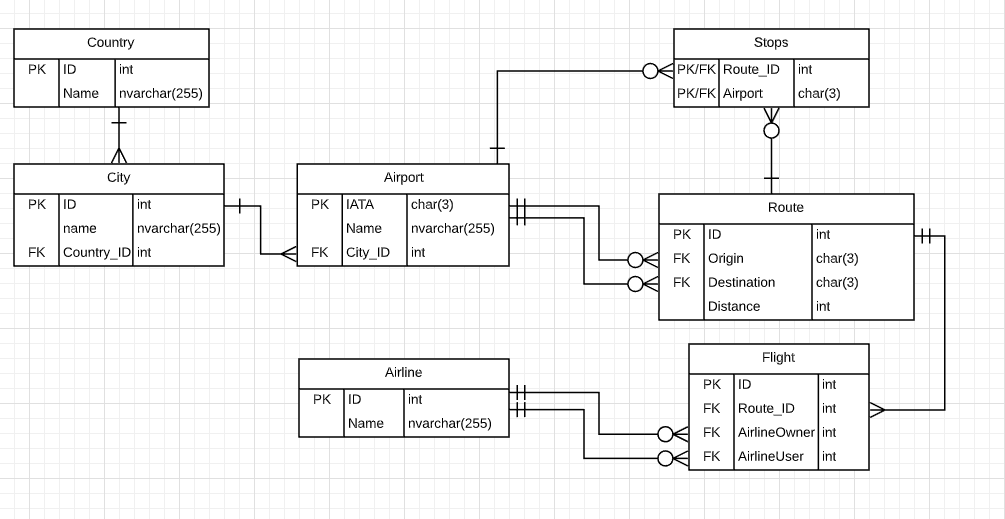 Country
PK ID int
Name nvarchar(255)
Stops
PK/FK Route_ID int
PK/FK Airport char(3)
City
PK ID int
name nvarchar(255)
FK Country_ID int
Airport
PK IATA char(3)
Name nvarchar(255)
FK City_ID int
Route
PK ID int
FK Origin char(3)
FK Destination char(3)
Distance int
Airline
PK ID int
Name nvarchar(255)
Flight
PK ID int
FK Route_ID int
FK AirlineOwner int
FK AirlineUser int